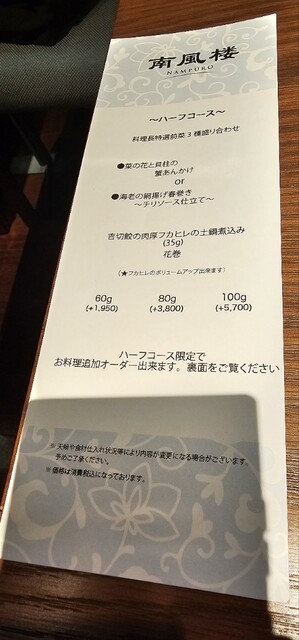 南風楼
NAMPURO
～ハーフコース～
料理長特選前菜3種盛り合わせ
●菜の花と貝柱の
蟹あんかけ
or
●海老の網揚げ春巻き
～チリソース仕立て～
吉切鮫の肉厚フカヒレの土鍋煮込み
(35g)
花巻
(★フカヒレのボリュームアップ出来ます)
60g 80g 100g
(+1,950) (+3,800) (+5,700)
ハーフコース限定で
お料理追加オーダー出来ます。裏面をご覧ください
※ 天候や食材仕入れ状況等により内容が変更になる場合がございます。
予めご了承ください。
※ 価格は消費税込になっております。